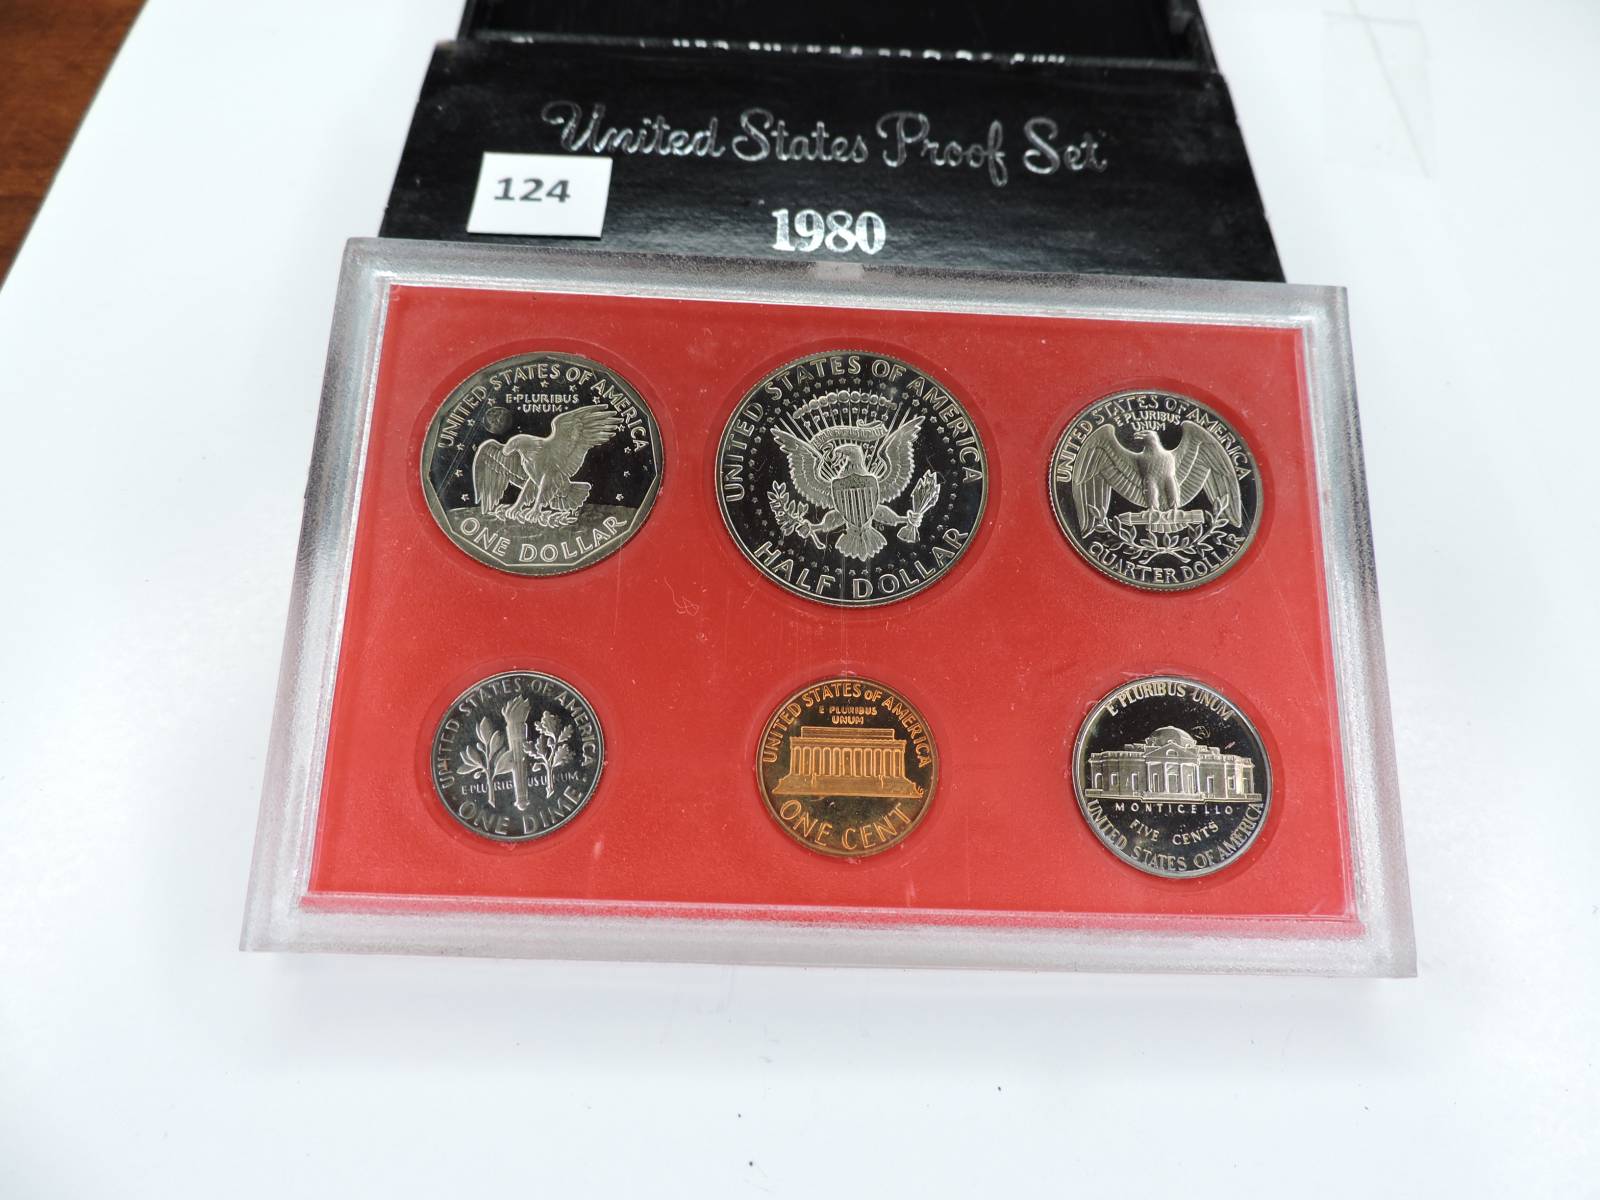 United States Proof Set
124
1980
UNITED STATES OF AMERICA
E·PLURIBUS
·UNUM·
ONE DOLLAR
UNITED STATES OF AMERICA
HALF DOLLAR
UNITED STATES OF AMERICA
E PLURIBUS
UNUM
QUARTER DOLLAR
UNITED STATES OF AMERICA
E PLURIBUS UNUM
ONE DIME
UNITED STATES OF AMERICA
E PLURIBUS
UNUM
ONE CENT
E PLURIBUS UNUM
MONTICELLO
FIVE CENTS
UNITED STATES OF AMERICA